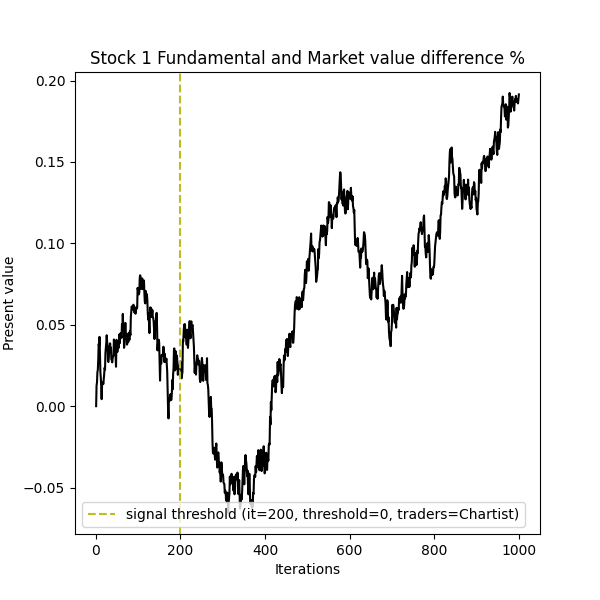 Stock 1 Fundamental and Market value difference %
Present value
0.20
0.15
0.10
0.05
0.00
−0.05
signal threshold (it=200, threshold=0, traders=Chartist)
0 200 400 600 800 1000
Iterations